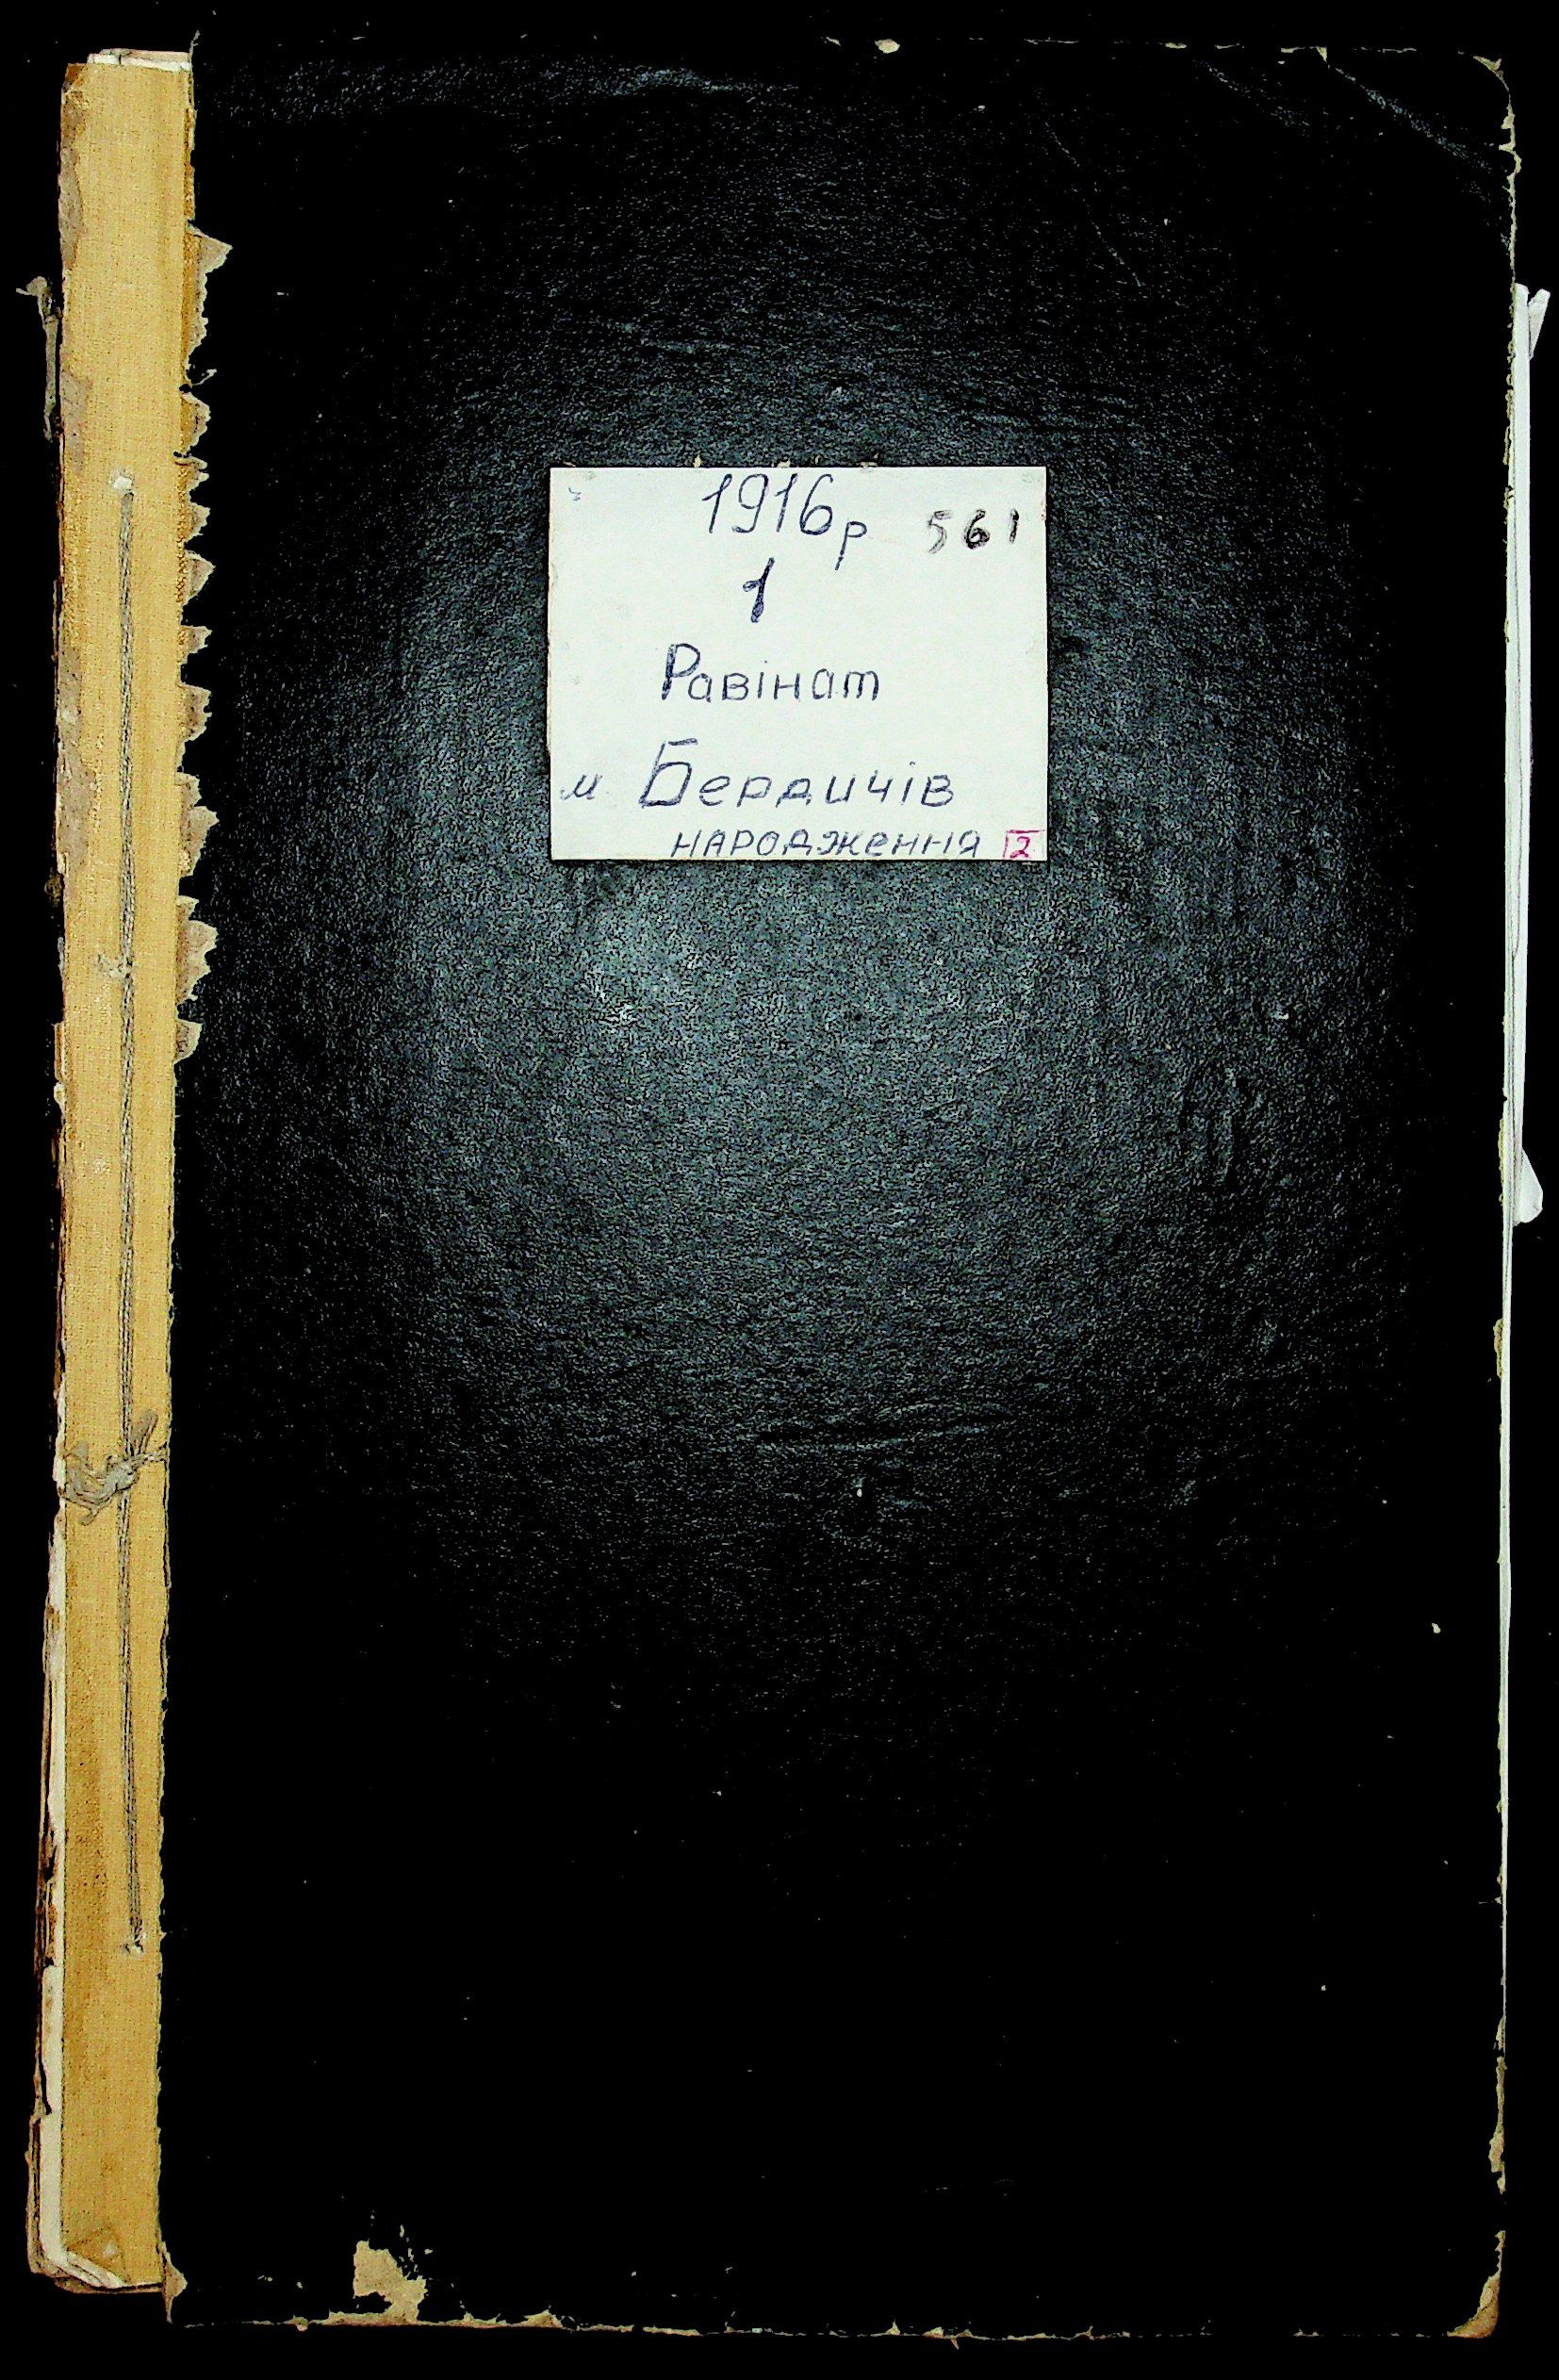 1916р 561
1
Равінат
м Бердичів
народження 2